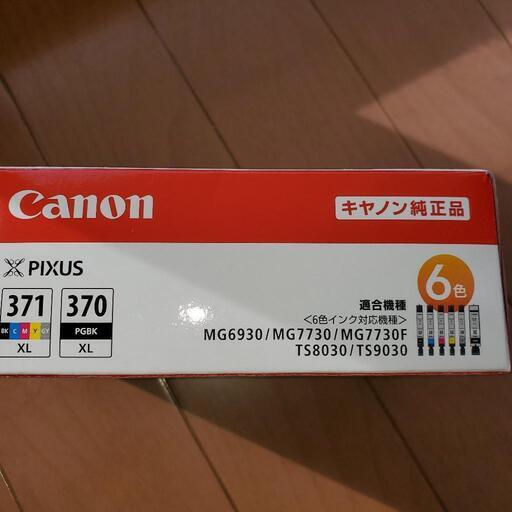 Canon
キヤノン純正品
PIXUS
371
BK C M Y GY
XL
370
PGBK
XL
適合機種
<6色インク対応機種>
MG6930/MG7730/MG7730F
TS8030/TS9030
6色